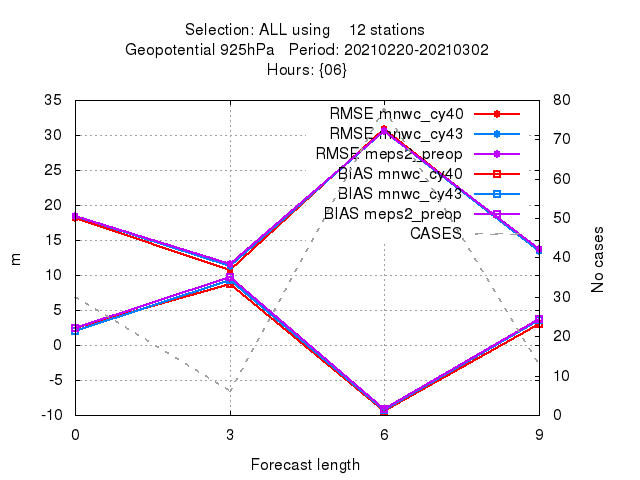 Selection: ALL using 12 stations
Geopotential 925hPa Period: 20210220-20210302
Hours: {06}
RMSE mnwc_cy40
RMSE mnwc_cy43
RMSE meps2_preop
BIAS mnwc_cy40
BIAS mnwc_cy43
BIAS meps2_preop
CASES
35
30
25
20
15
10
5
0
-5
-10
m
80
70
60
50
40
30
20
10
0
No cases
0 3 6 9
Forecast length